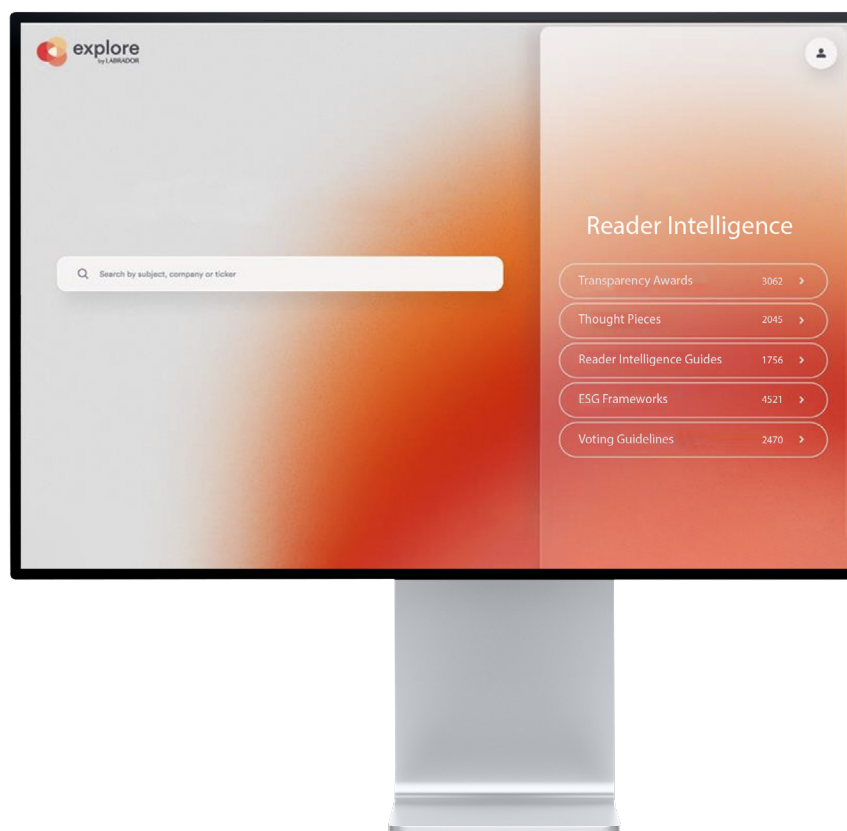 explore
by LABRADOR
Search by subject, company or ticker
Reader Intelligence
Transparency Awards 3062 >
Thought Pieces 2045 >
Reader Intelligence Guides 1756 >
ESG Frameworks 4521 >
Voting Guidelines 2470 >